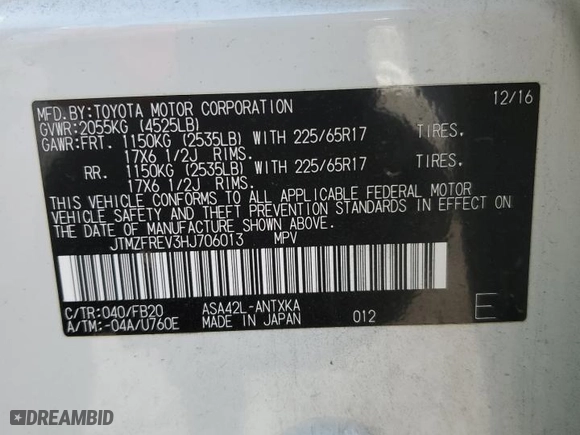 MFD.BY:TOYOTA MOTOR CORPORATION 12/16
GVWR:2055KG (4525LB)
GAWR:FRT. 1150KG (2535LB) WITH 225/65R17 TIRES.
17X6 1/2J RIMS.
RR. 1150KG (2535LB) WITH 225/65R17 TIRES.
17X6 1/2J RIMS.
THIS VEHICLE CONFORMS TO ALL APPLICABLE FEDERAL MOTOR
VEHICLE SAFETY AND THEFT PREVENTION STANDARDS IN EFFECT ON
THE DATE OF MANUFACTURE SHOWN ABOVE.
JTMZFREV3HJ706013 MPV
C/TR:040/FB20 ASA42L-ANTXKA
A/TM:-04A/U760E MADE IN JAPAN 012 E
DREAMBID